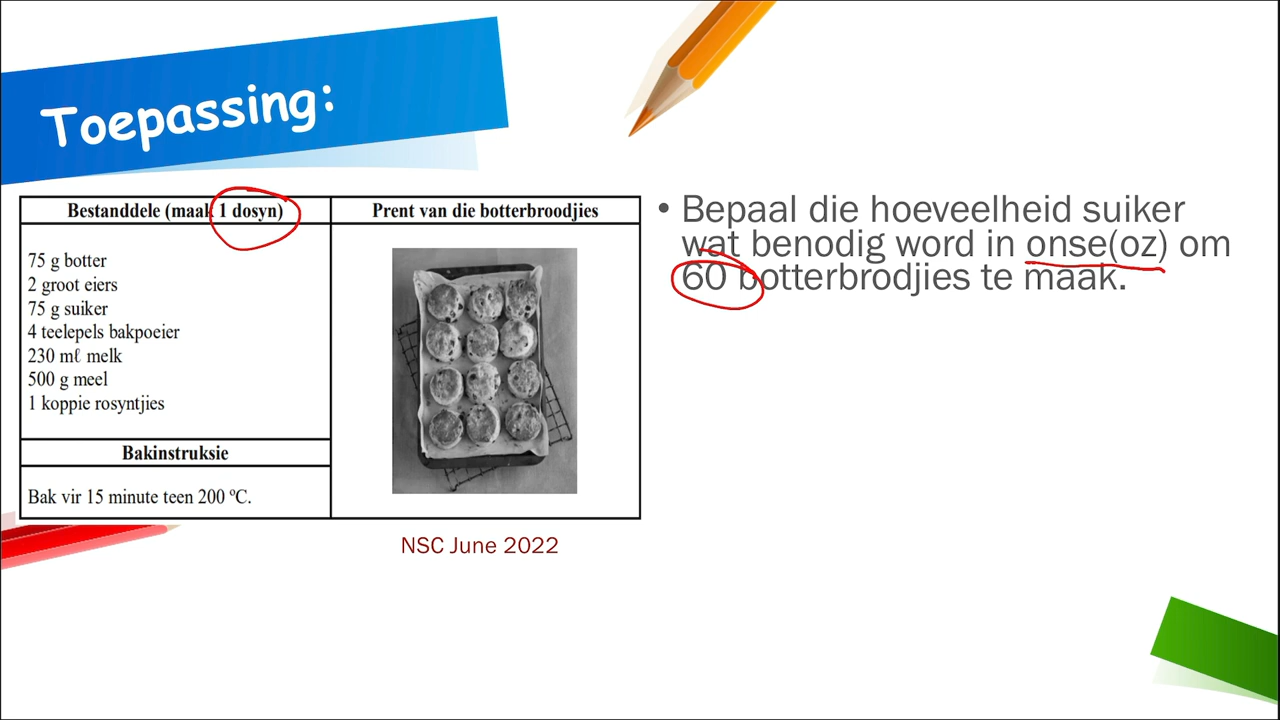 Toepassing:
Bestanddele (maak 1 dosyn)
Prent van die botterbroodjies
75 g botter
2 groot eiers
75 g suiker
4 teelepels bakpoeier
230 mℓ melk
500 g meel
1 koppie rosyntjies
Bakinstruksie
Bak vir 15 minute teen 200 ºC.
NSC June 2022
• Bepaal die hoeveelheid suiker
wat benodig word in onse(oz) om
60 botterbrodjies te maak.